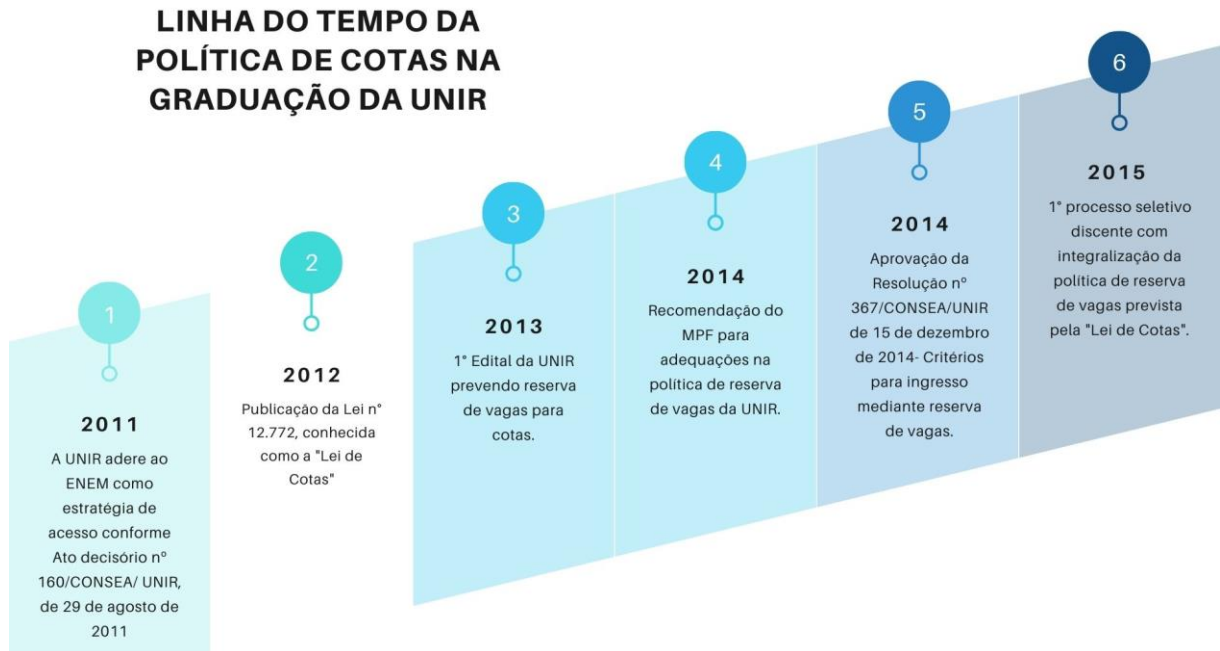 LINHA DO TEMPO DA
POLÍTICA DE COTAS NA
GRADUAÇÃO DA UNIR
1
2011
A UNIR adere ao
ENEM como
estratégia de
acesso conforme
Ato decisório nº
160/CONSEA/ UNIR,
de 29 de agosto de
2011
2
2012
Publicação da Lei n°
12.772, conhecida
como a "Lei de
Cotas"
3
2013
1° Edital da UNIR
prevendo reserva
de vagas para
cotas.
4
2014
Recomendação do
MPF para
adequações na
política de reserva
de vagas da UNIR.
5
2014
Aprovação da
Resolução nº
367/CONSEA/UNIR
de 15 de dezembro
de 2014- Critérios
para ingresso
mediante reserva
de vagas.
6
2015
1° processo seletivo
discente com
integralização da
política de reserva
de vagas prevista
pela "Lei de Cotas".